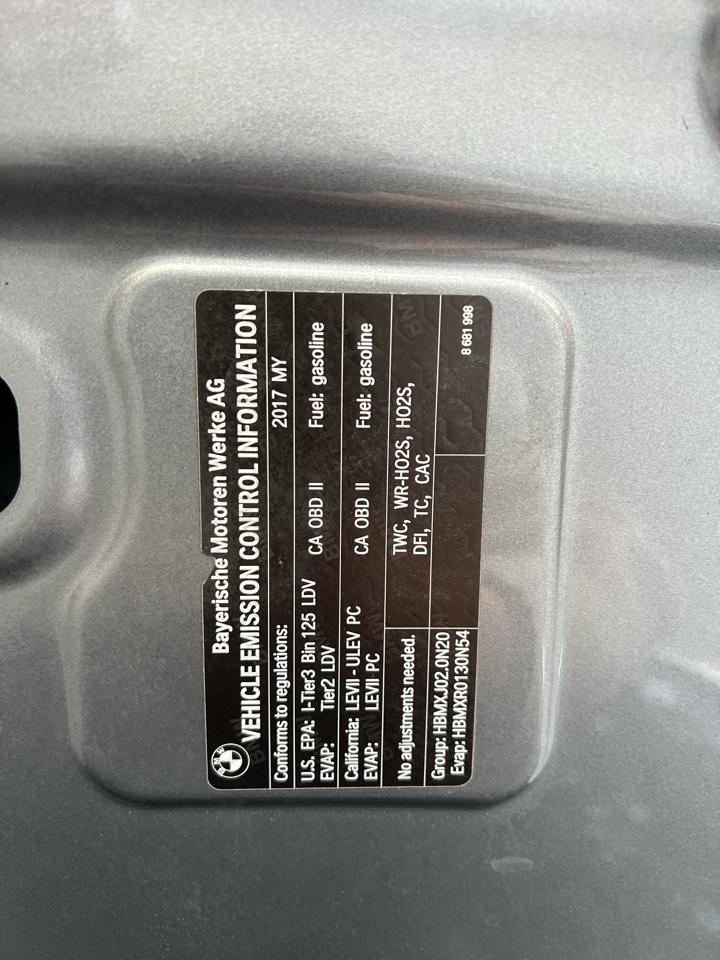 BMW
Bayerische Motoren Werke AG
VEHICLE EMISSION CONTROL INFORMATION
Conforms to regulations: 2017 MY
U.S. EPA: I-Tier3 Bin 125 LDV CA OBD II Fuel: gasoline
EVAP: Tier2 LDV
California: LEVII - ULEV PC CA OBD II Fuel: gasoline
EVAP: LEVII PC
No adjustments needed. TWC, WR-HO2S, HO2S,
DFI, TC, CAC
Group: HBMXJ02.0N20
Evap: HBMXR0130N54
8 681 998